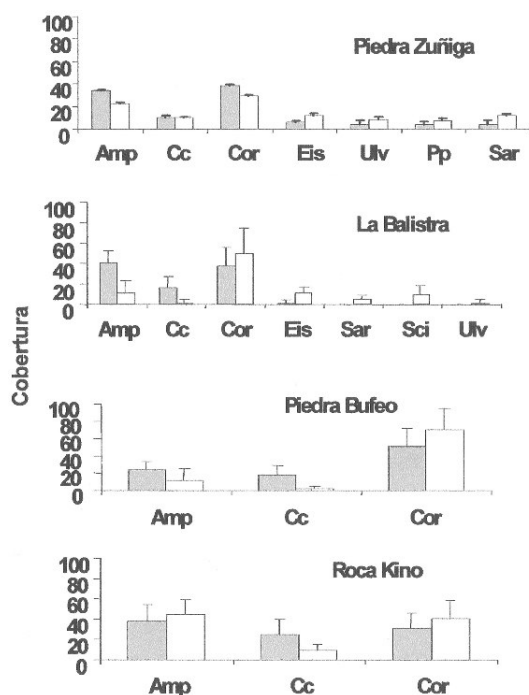 Cobertura
Piedra Zuñiga
100
80
60
40
20
0
Amp Cc Cor Eis Ulv Pp Sar
La Balistra
100
80
60
40
20
0
Amp Cc Cor Eis Sar Sci Ulv
Piedra Bufeo
100
80
60
40
20
0
Amp Cc Cor
Roca Kino
100
80
60
40
20
0
Amp Cc Cor